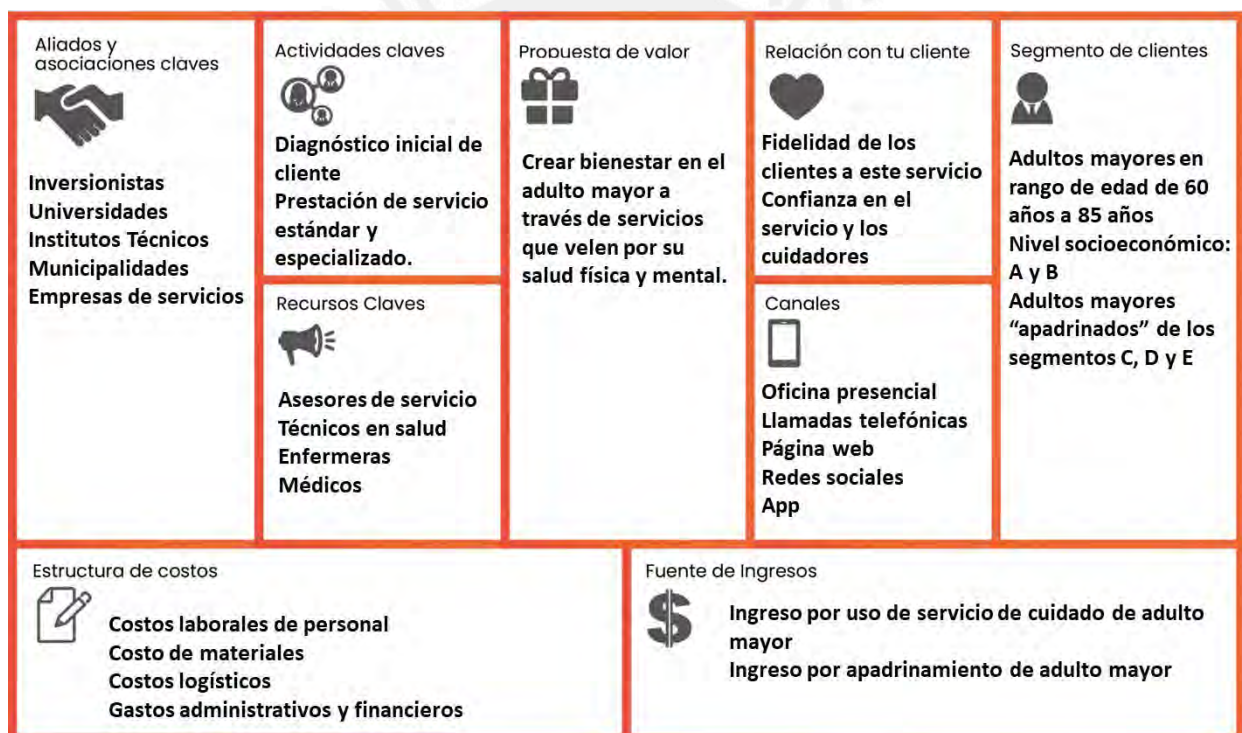 Aliados y
asociaciones claves
Inversionistas
Universidades
Institutos Técnicos
Municipalidades
Empresas de servicios
Actividades claves
Diagnóstico inicial de
cliente
Prestación de servicio
estándar y
especializado.
Recursos Claves
Asesores de servicio
Técnicos en salud
Enfermeras
Médicos
Propuesta de valor
Crear bienestar en el
adulto mayor a
través de servicios
que velen por su
salud física y mental.
Relación con tu cliente
Fidelidad de los
clientes a este servicio
Confianza en el
servicio y los
cuidadores
Canales
Oficina presencial
Llamadas telefónicas
Página web
Redes sociales
App
Segmento de clientes
Adultos mayores en
rango de edad de 60
años a 85 años
Nivel socioeconómico:
A y B
Adultos mayores
“apadrinados” de los
segmentos C, D y E
Estructura de costos
Costos laborales de personal
Costo de materiales
Costos logísticos
Gastos administrativos y financieros
Fuente de Ingresos
$
Ingreso por uso de servicio de cuidado de adulto
mayor
Ingreso por apadrinamiento de adulto mayor